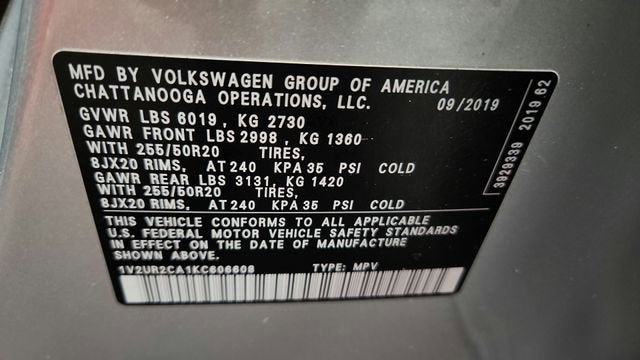 MFD BY VOLKSWAGEN GROUP OF AMERICA
CHATTANOOGA OPERATIONS, LLC. 09/2019
GVWR LBS 6019, KG 2730
GAWR FRONT LBS 2998, KG 1360
WITH 255/50R20 TIRES,
8JX20 RIMS, AT 240 KPA 35 PSI COLD
GAWR REAR LBS 3131, KG 1420
WITH 255/50R20 TIRES,
8JX20 RIMS, AT 240 KPA 35 PSI COLD
THIS VEHICLE CONFORMS TO ALL APPLICABLE
U.S. FEDERAL MOTOR VEHICLE SAFETY STANDARDS
IN EFFECT ON THE DATE OF MANUFACTURE
SHOWN ABOVE.
1V2UR2CA1KC606608 TYPE: MPV
3929339 2019 62